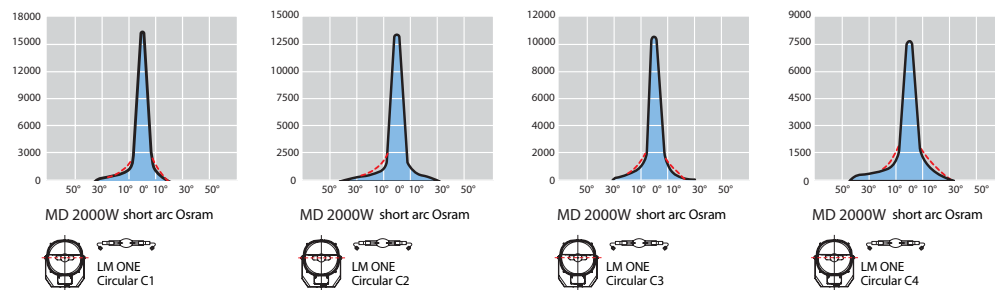 18000
15000
12000
9000
6000
3000
0
50° 30° 10° 0° 10° 30° 50°
MD 2000W short arc Osram
LM ONE
Circular C1
15000
12500
10000
7500
5000
2500
0
50° 30° 10° 0° 10° 30° 50°
MD 2000W short arc Osram
LM ONE
Circular C2
12000
10000
8000
6000
4000
2000
0
50° 30° 10° 0° 10° 30° 50°
MD 2000W short arc Osram
LM ONE
Circular C3
9000
7500
6000
4500
3000
1500
0
50° 30° 10° 0° 10° 30° 50°
MD 2000W short arc Osram
LM ONE
Circular C4